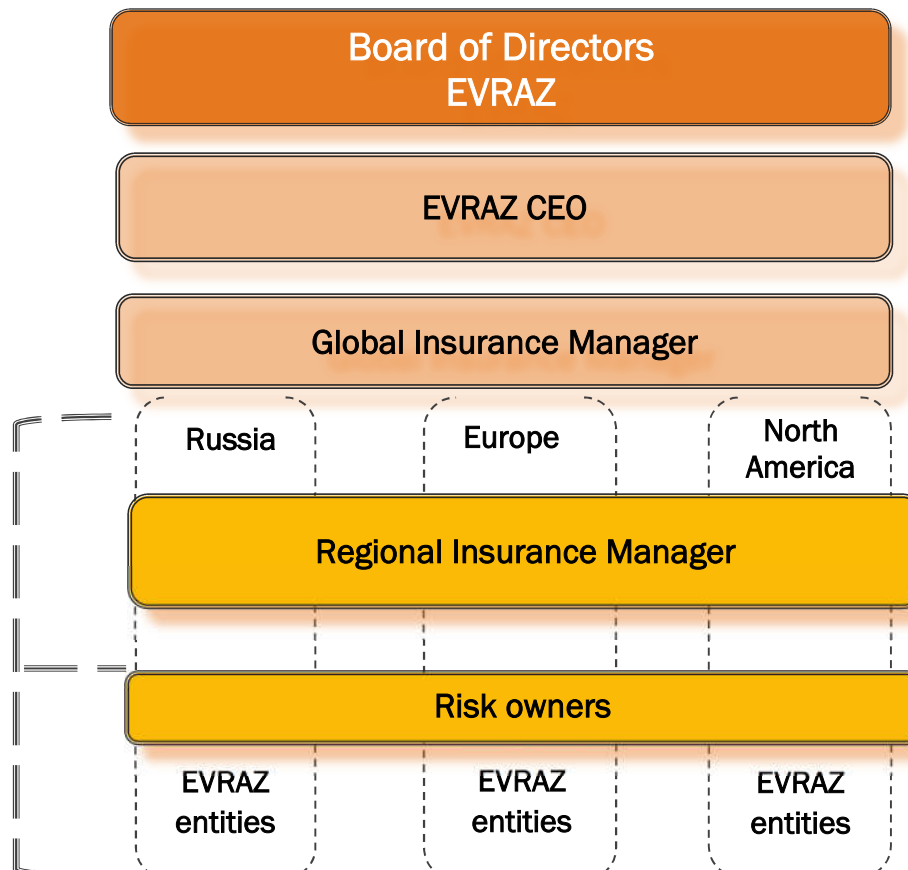 Board of Directors
EVRAZ
EVRAZ CEO
Global Insurance Manager
Russia
Europe
North
America
Regional Insurance Manager
Risk owners
EVRAZ
entities
EVRAZ
entities
EVRAZ
entities